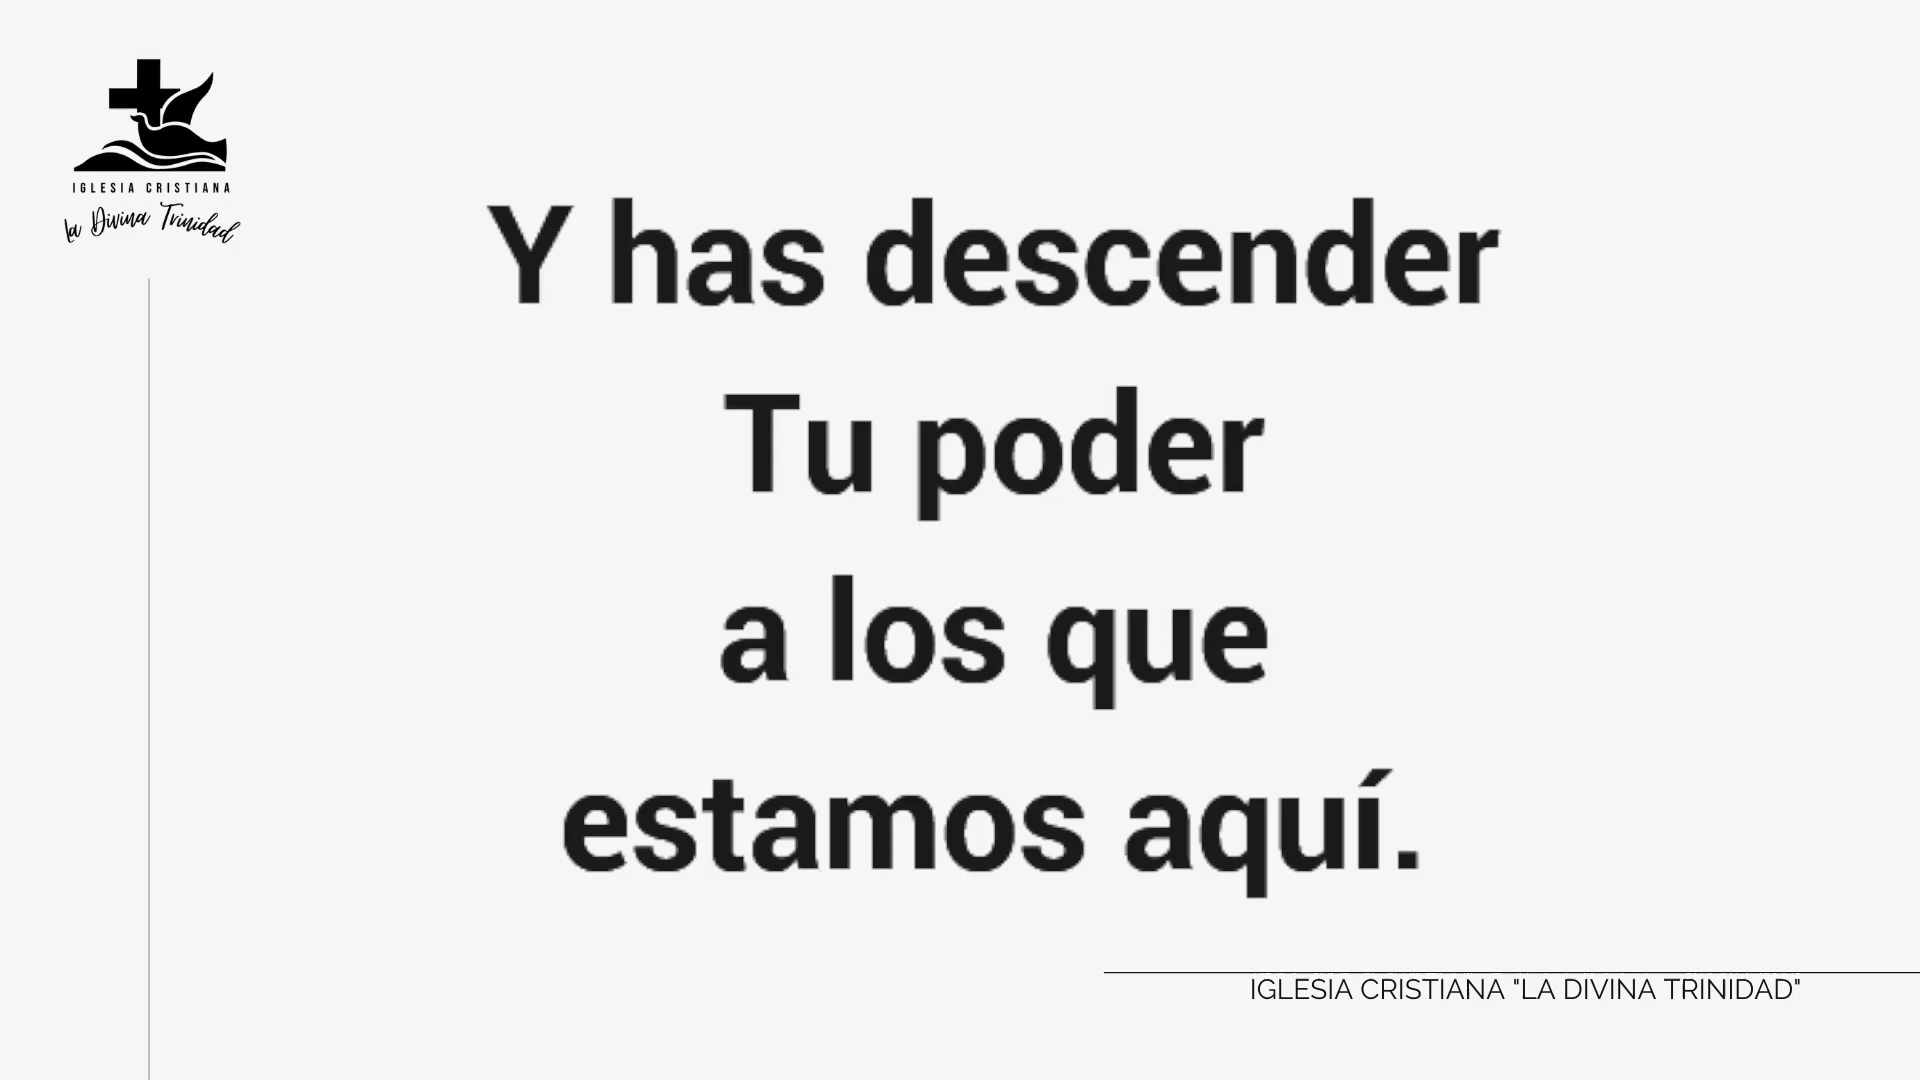 IGLESIA CRISTIANA
La Divina Trinidad
Y has descender
Tu poder
a los que
estamos aquí.
IGLESIA CRISTIANA "LA DIVINA TRINIDAD"